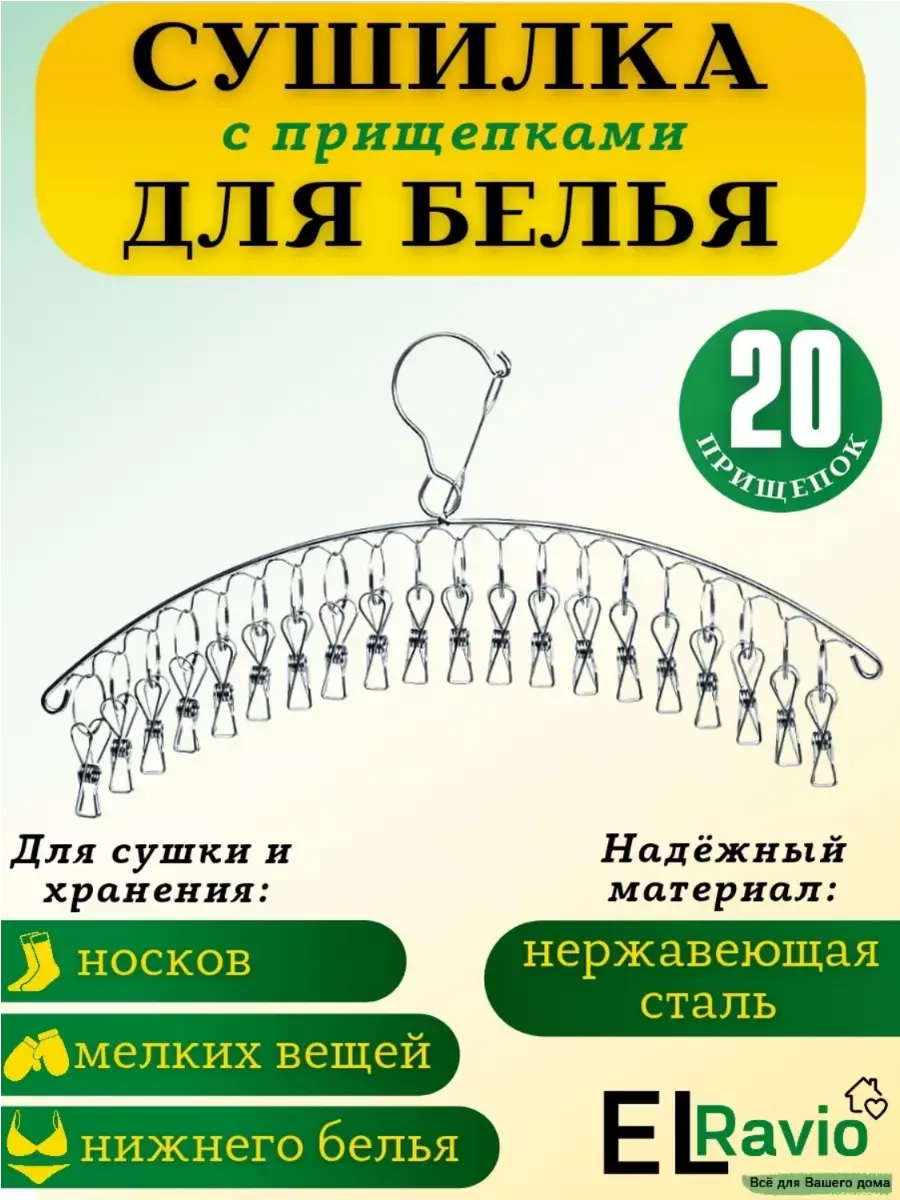 СУШИЛКА
с прищепками
ДЛЯ БЕЛЬЯ
20
ПРИЩЕПОК
Для сушки и
хранения:
носков
мелких вещей
нижнего белья
Надёжный
материал:
нержавеющая
сталь
EL Ravio
Всё для Вашего дома